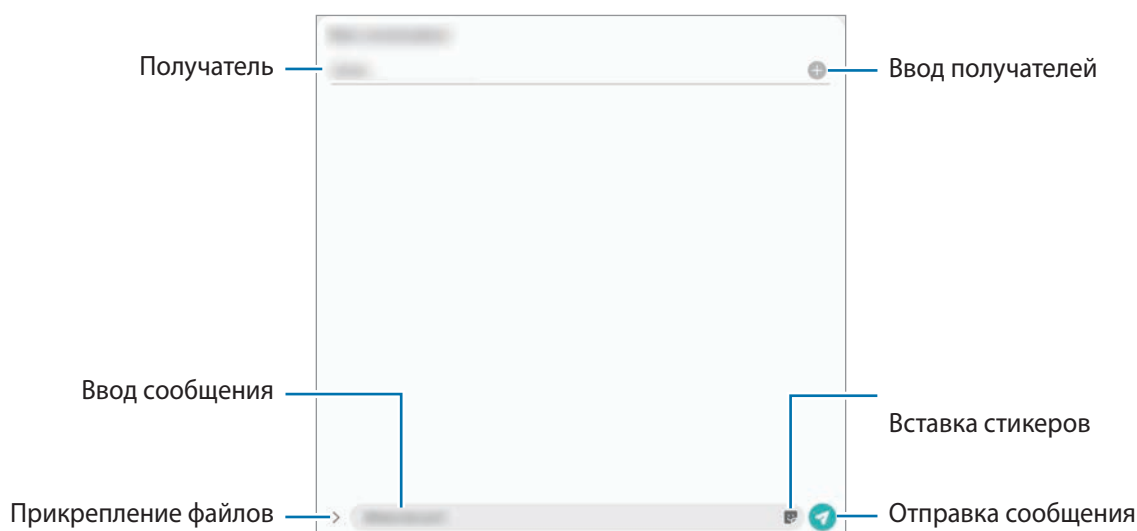 Получатель
Ввод получателей
Ввод сообщения
Вставка стикеров
Прикрепление файлов
Отправка сообщения